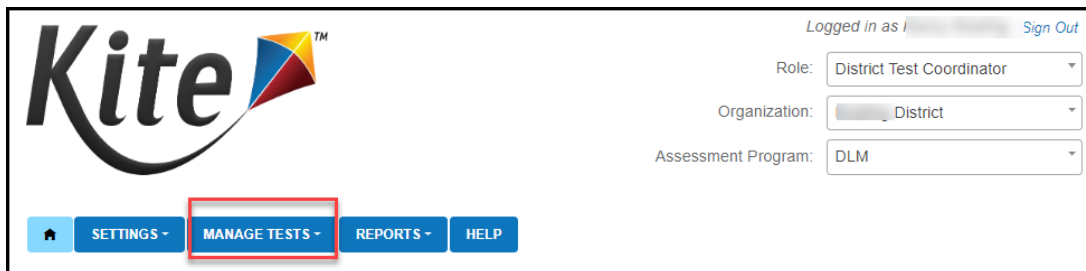 Kite™
Logged in as Sign Out
Role: District Test Coordinator
Organization: District
Assessment Program: DLM
SETTINGS MANAGE TESTS REPORTS HELP